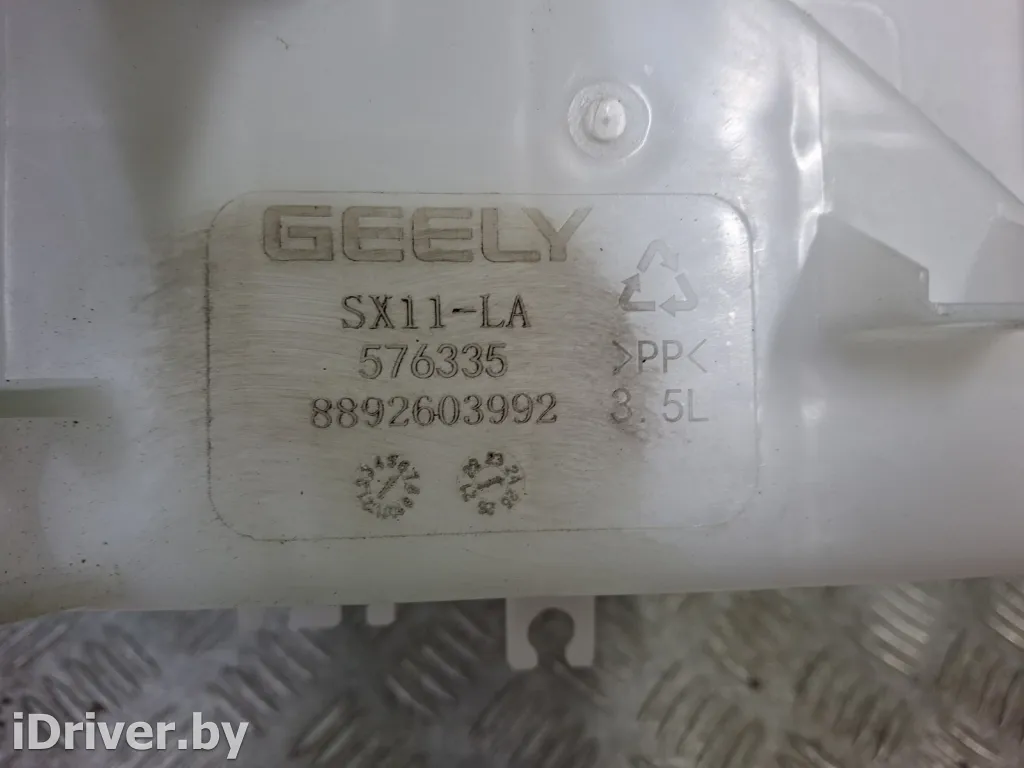 GEELY
SX11-LA
576335
>PP<
8892603992
3.5L
iDriver.by